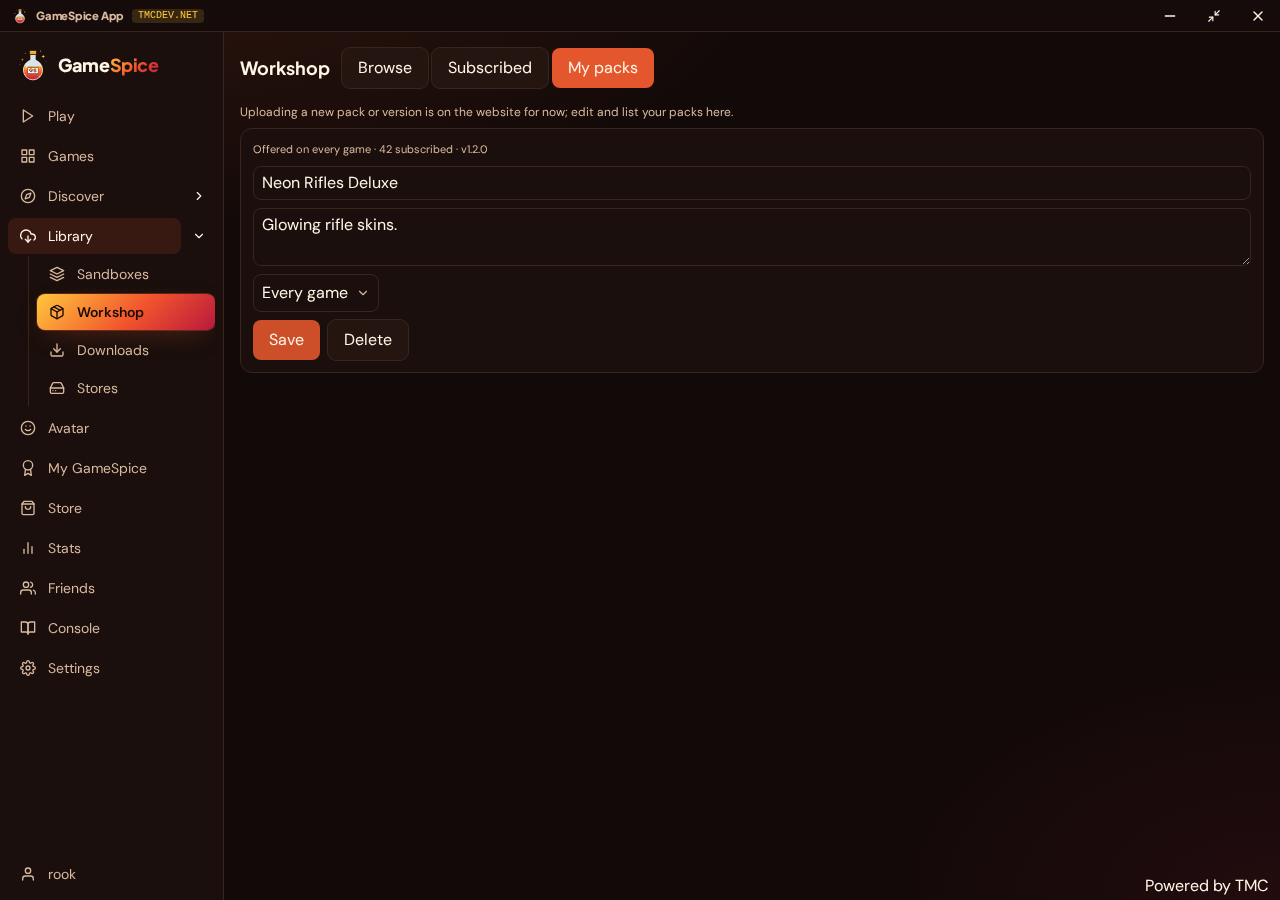 GameSpice App TMCDEV.NET
GameSpice
Play
Games
Discover
Library
Sandboxes
Workshop
Downloads
Stores
Avatar
My GameSpice
Store
Stats
Friends
Console
Settings
rook
Workshop Browse Subscribed My packs
Uploading a new pack or version is on the website for now; edit and list your packs here.
Offered on every game · 42 subscribed · v1.2.0
Neon Rifles Deluxe
Glowing rifle skins.
Every game
Save Delete
Powered by TMC